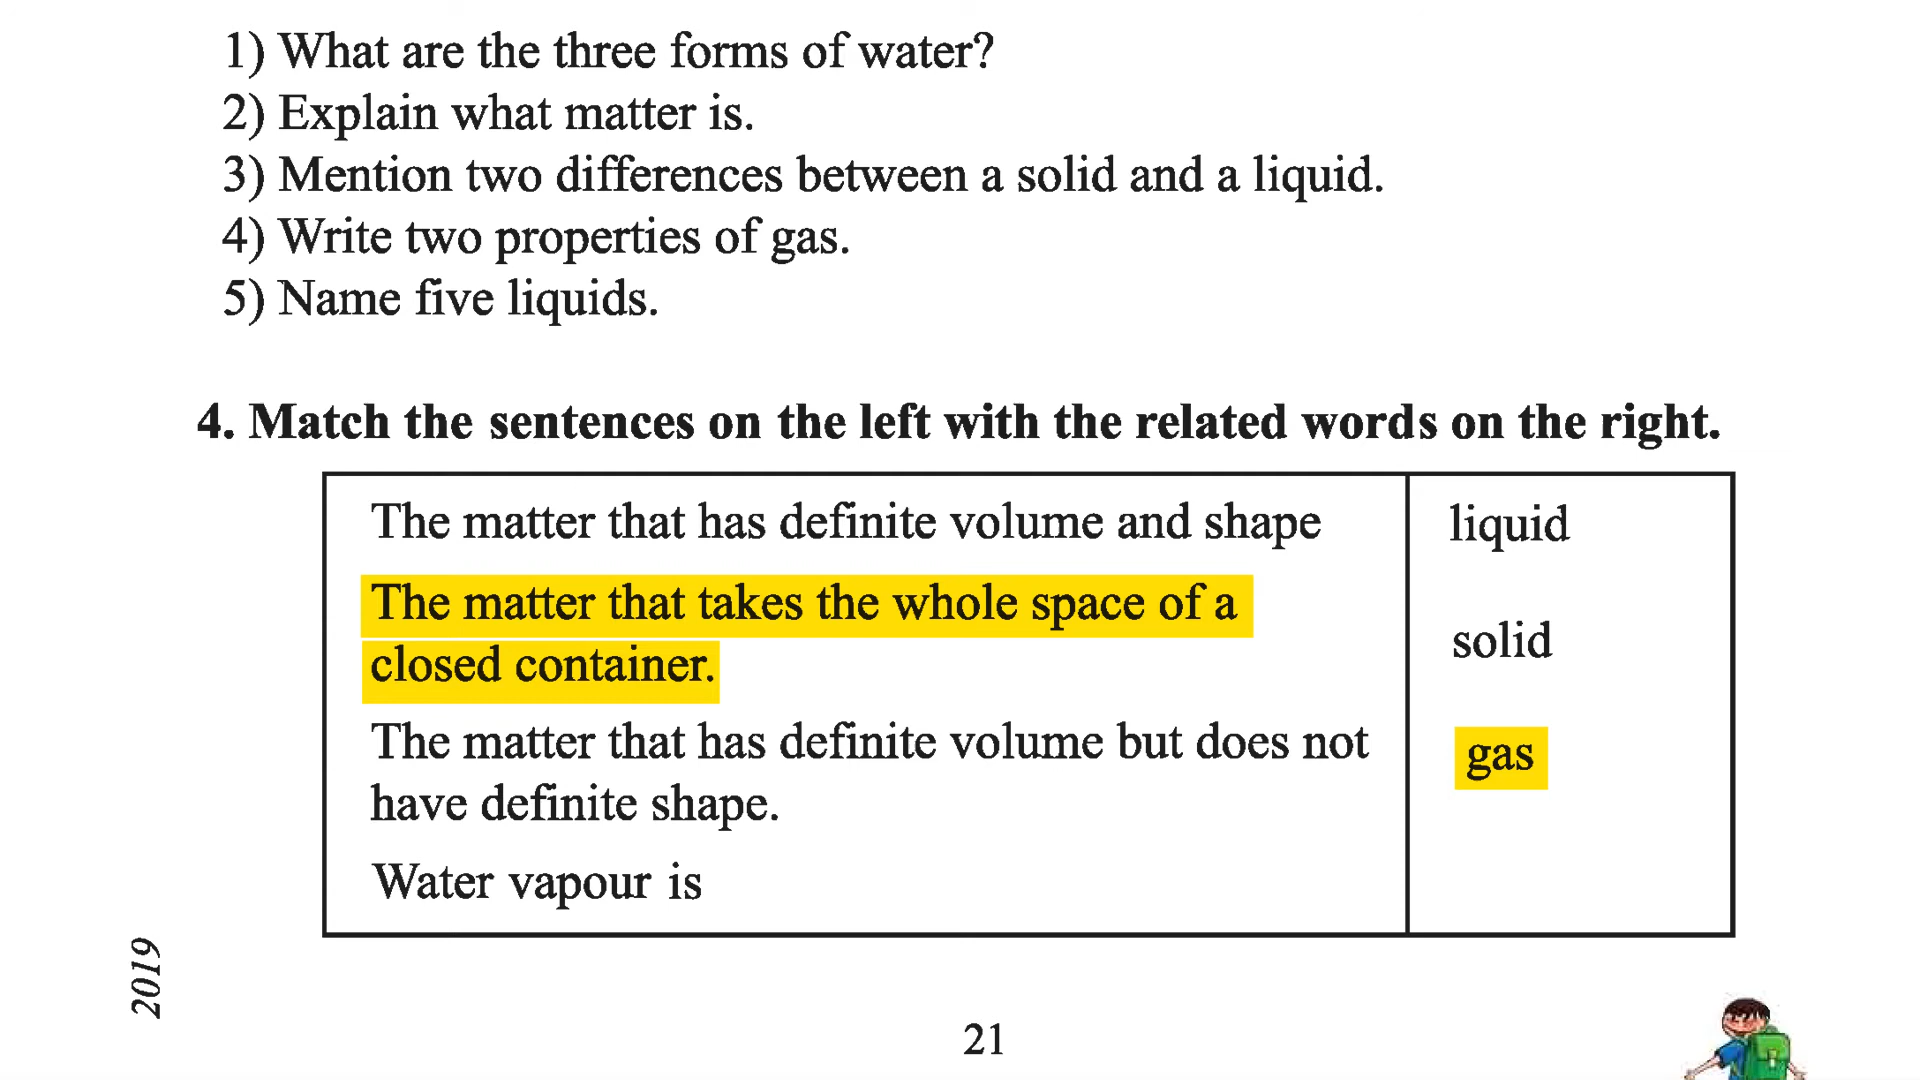 1) What are the three forms of water?
2) Explain what matter is.
3) Mention two differences between a solid and a liquid.
4) Write two properties of gas.
5) Name five liquids.
4. Match the sentences on the left with the related words on the right.
The matter that has definite volume and shape
liquid
The matter that takes the whole space of a
closed container.
solid
The matter that has definite volume but does not
have definite shape.
gas
Water vapour is
2019
21